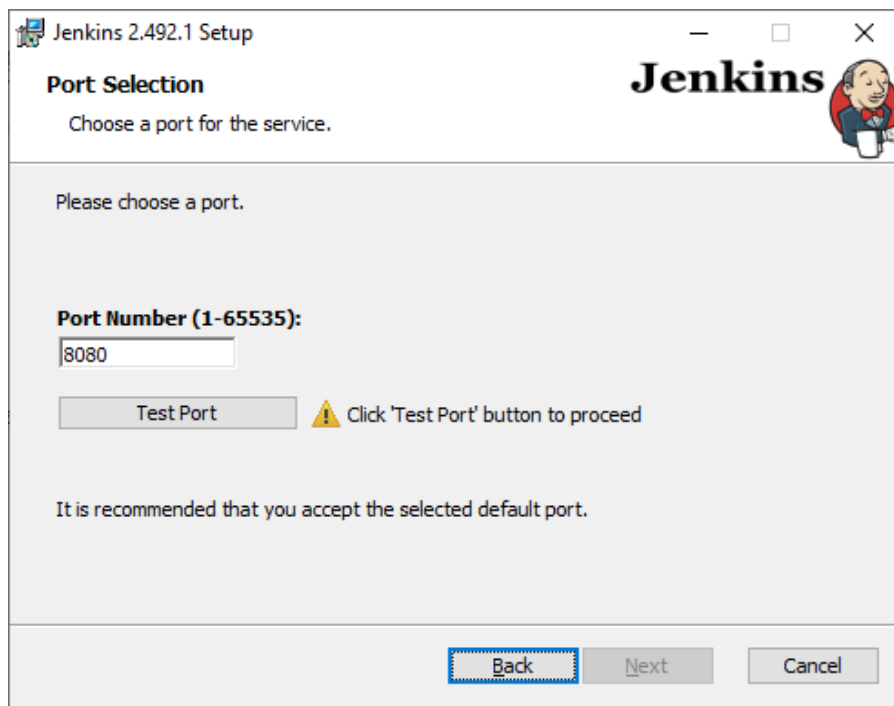 Jenkins 2.492.1 Setup
Port Selection
Jenkins
Choose a port for the service.
Please choose a port.
Port Number (1-65535):
8080
Test Port
Click 'Test Port' button to proceed
It is recommended that you accept the selected default port.
Back
Next
Cancel